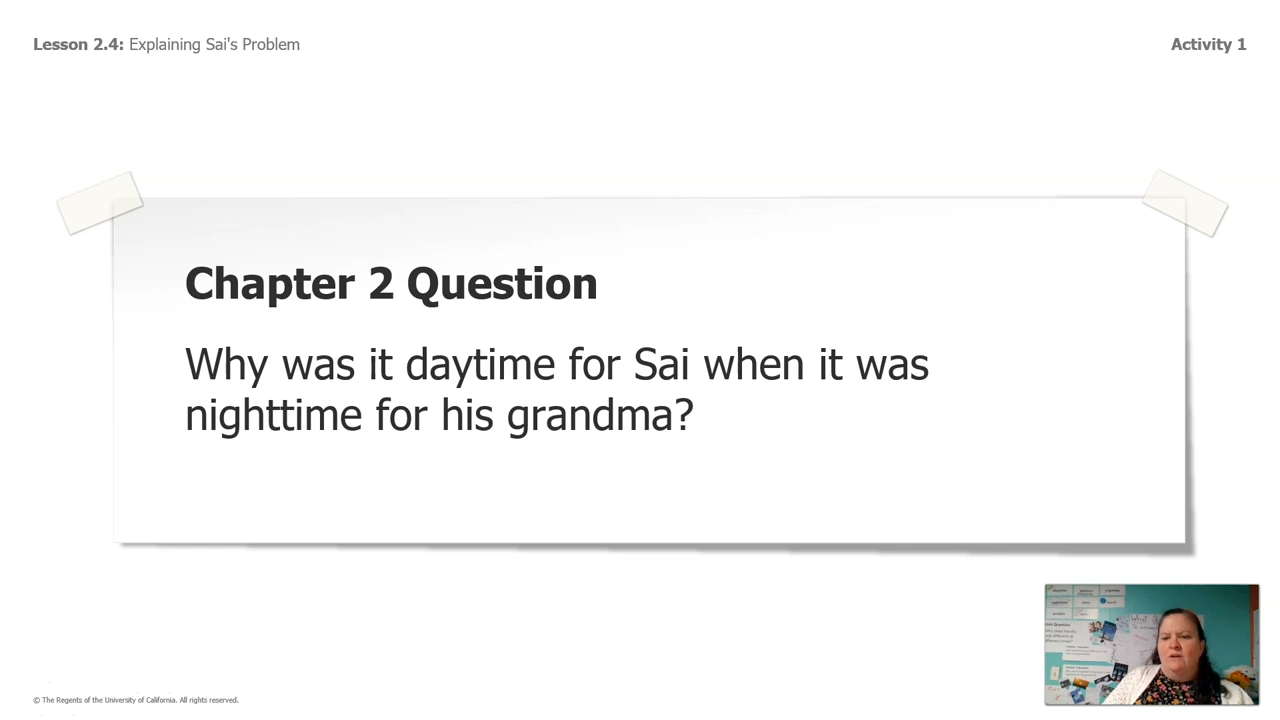 Lesson 2.4: Explaining Sai's Problem
Activity 1
Chapter 2 Question
Why was it daytime for Sai when it was
nighttime for his grandma?
© The Regents of the University of California. All rights reserved.